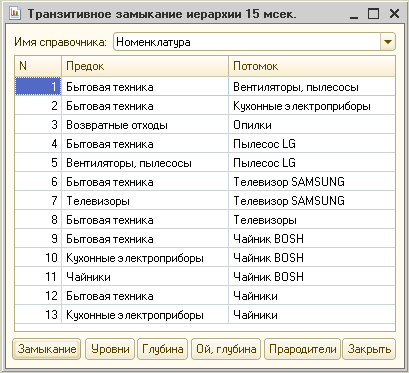 Транзитивное замыкание иерархии 15 мсек.
Имя справочника: Номенклатура
N Предок Потомок
1 Бытовая техника Вентиляторы, пылесосы
2 Бытовая техника Кухонные электроприборы
3 Возвратные отходы Опилки
4 Бытовая техника Пылесос LG
5 Вентиляторы, пылесосы Пылесос LG
6 Бытовая техника Телевизор SAMSUNG
7 Телевизоры Телевизор SAMSUNG
8 Бытовая техника Телевизоры
9 Бытовая техника Чайник BOSH
10 Кухонные электроприборы Чайник BOSH
11 Чайники Чайник BOSH
12 Бытовая техника Чайники
13 Кухонные электроприборы Чайники
Замыкание Уровни Глубина Ой, глубина Прародители Закрыть